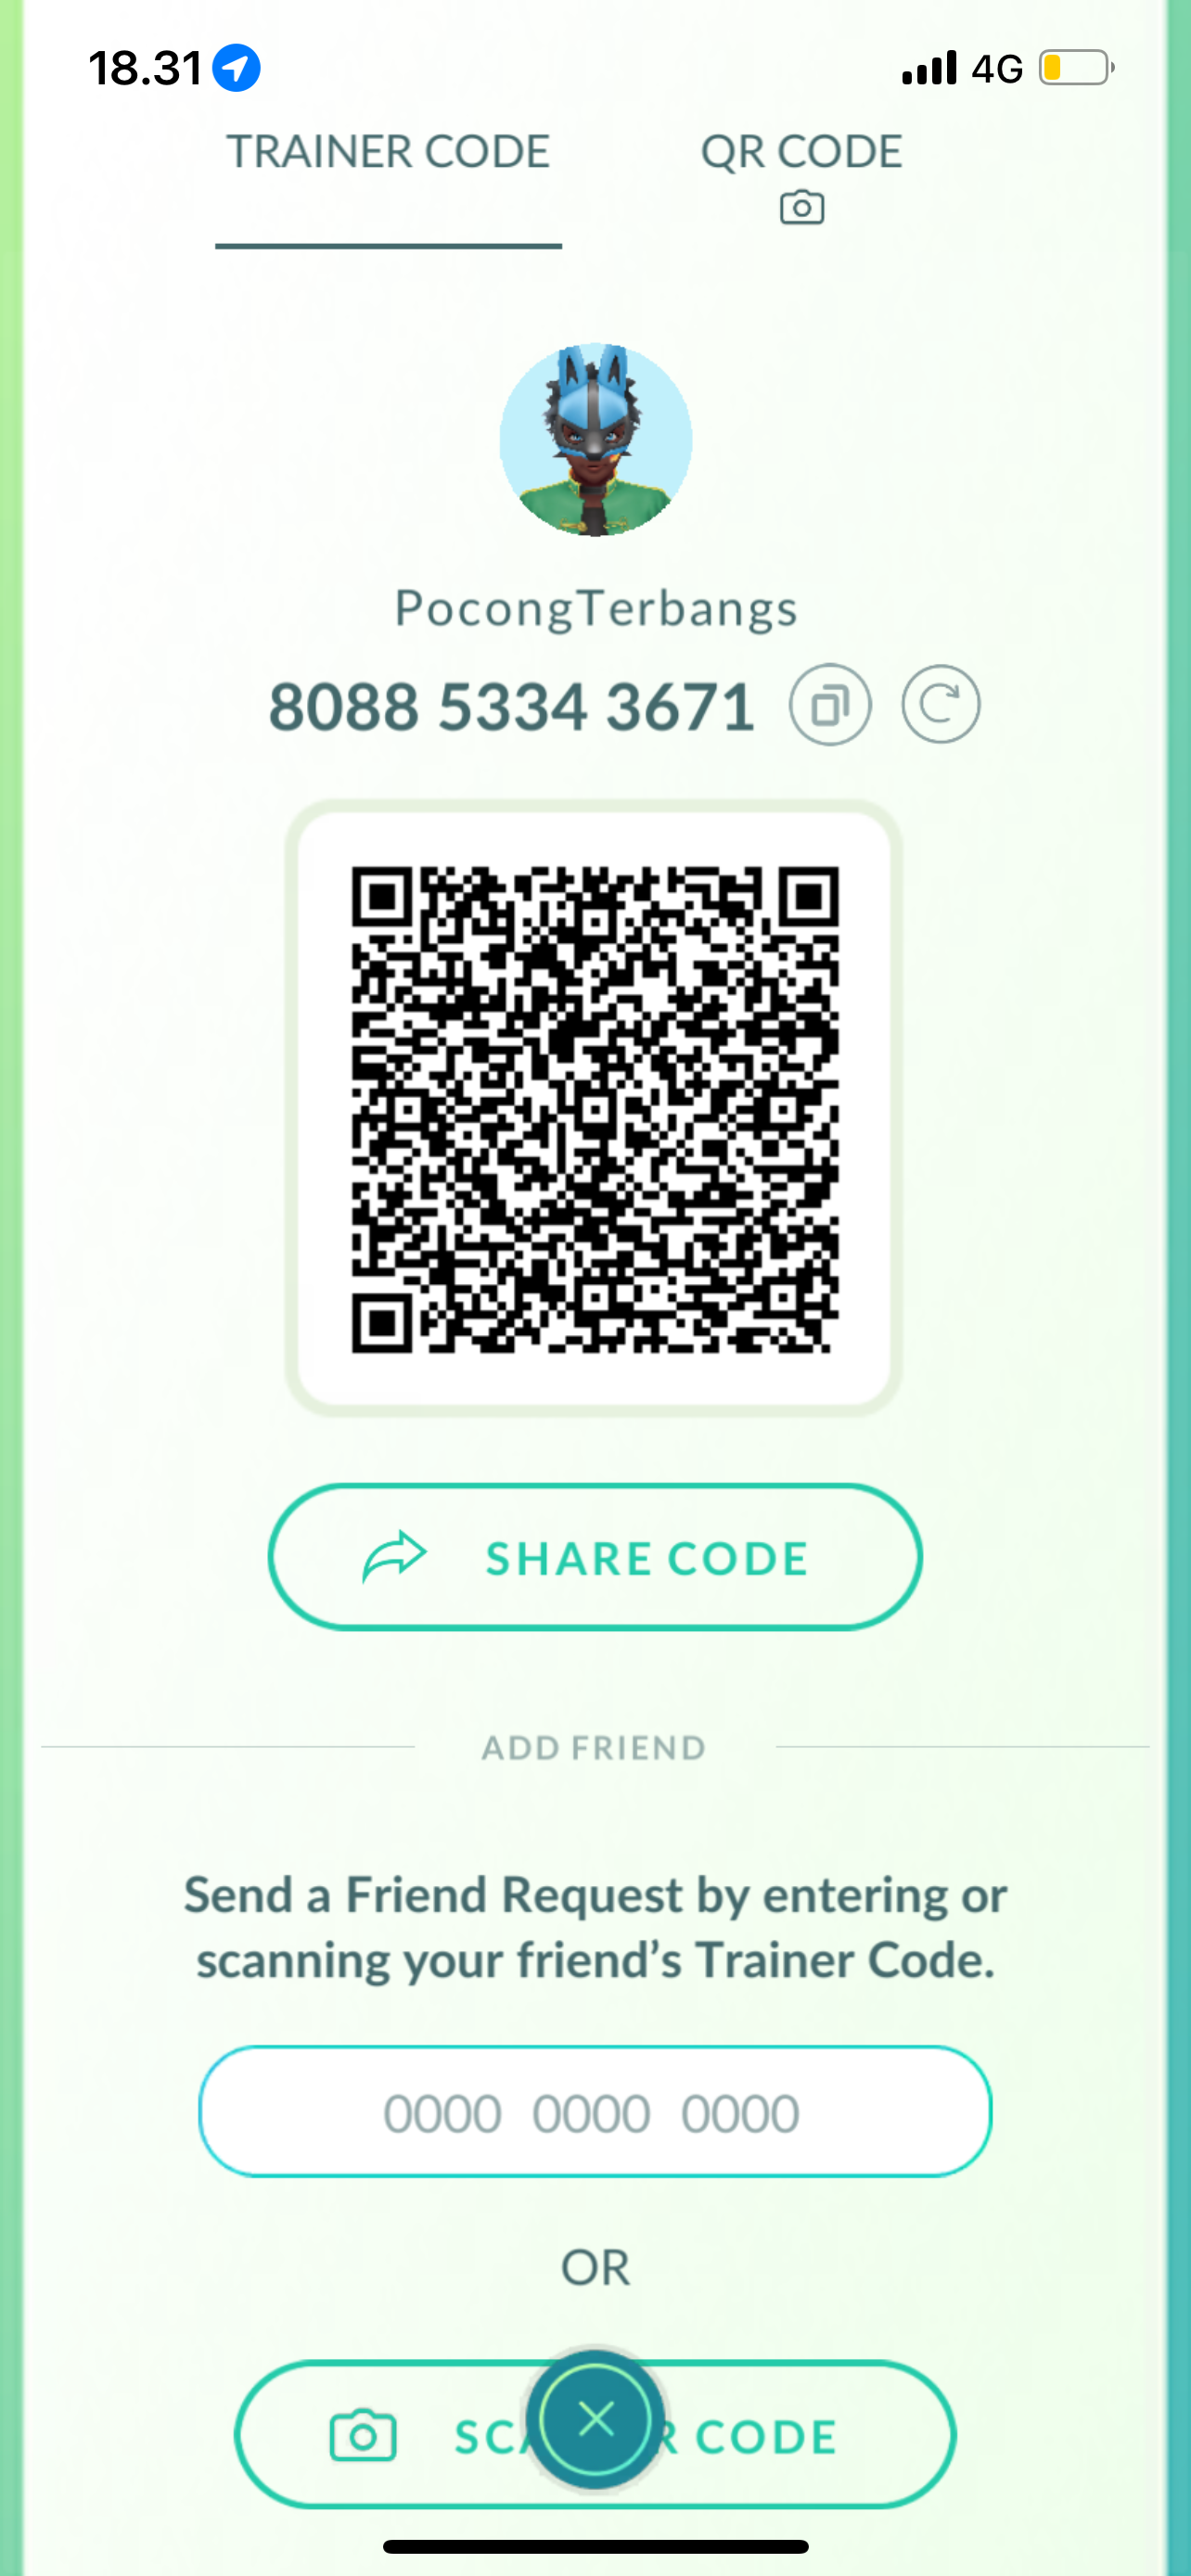 18.31
4G
TRAINER CODE
QR CODE
PocongTerbangs
8088 5334 3671
SHARE CODE
ADD FRIEND
Send a Friend Request by entering or
scanning your friend’s Trainer Code.
0000 0000 0000
OR
CODE